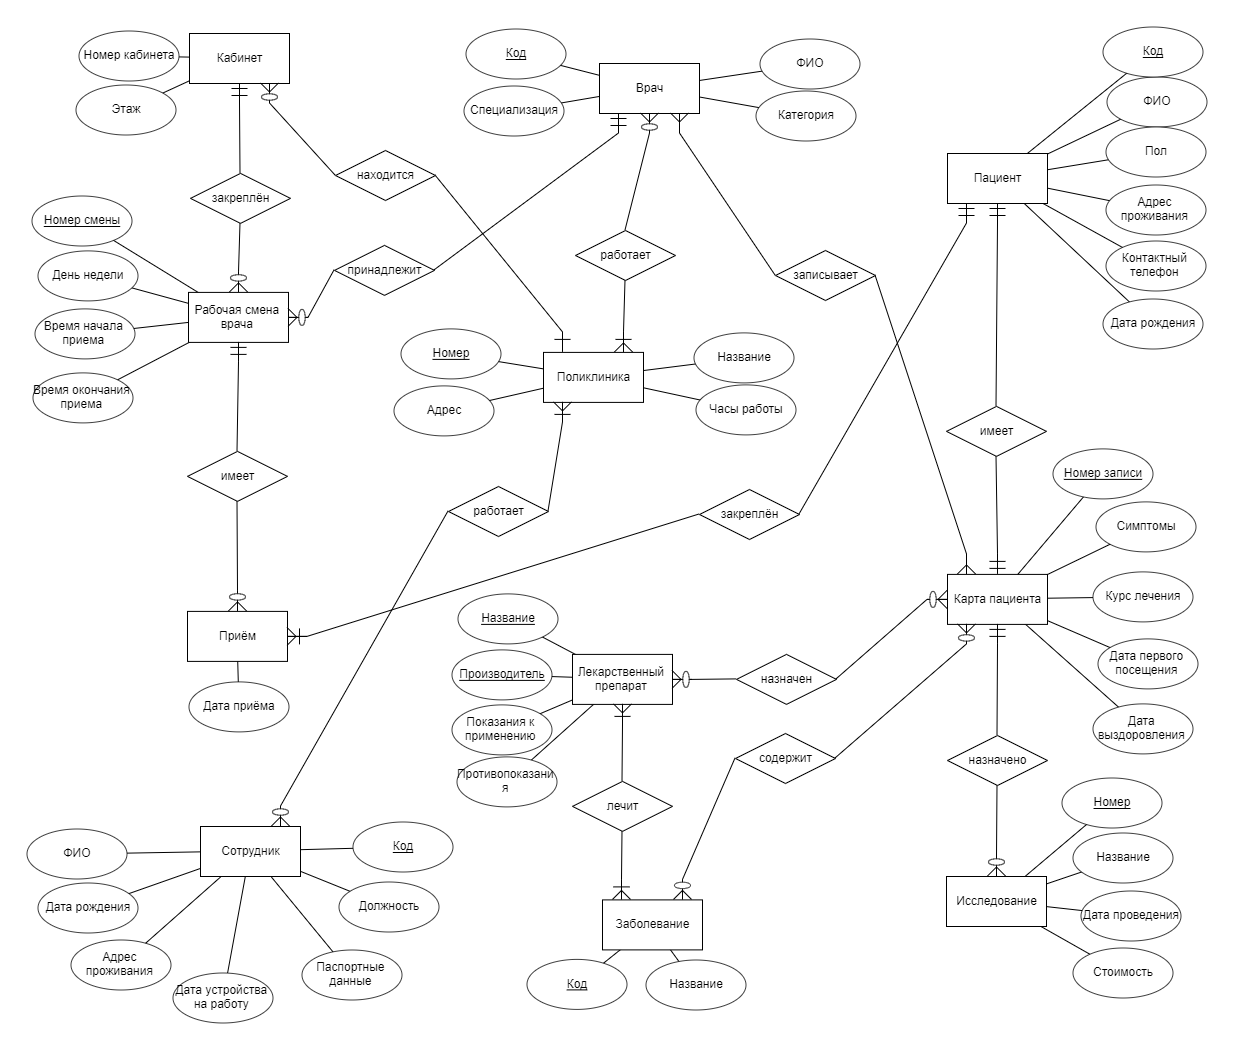 Номер кабинета
Кабинет
Этаж
Код
Врач
ФИО
Специализация
Категория
Код
ФИО
Пол
Пациент
Адрес
проживания
Контактный
телефон
Дата рождения
закреплён
находится
Номер смены
День недели
Рабочая смена
врача
Время начала
приема
Время окончания
приема
принадлежит
работает
записывает
Номер
Название
Поликлиника
Адрес
Часы работы
имеет
имеет
работает
закреплён
Номер записи
Симптомы
Карта пациента
Курс лечения
Дата первого
посещения
Дата
выздоровления
Приём
Дата приёма
Название
Производитель
Лекарственный
препарат
Показания к
применению
Противопоказани
я
назначен
содержит
назначено
лечит
Номер
Название
Исследование
Дата проведения
Стоимость
ФИО
Сотрудник
Код
Дата рождения
Должность
Адрес
проживания
Паспортные
данные
Дата устройства
на работу
Заболевание
Код
Название